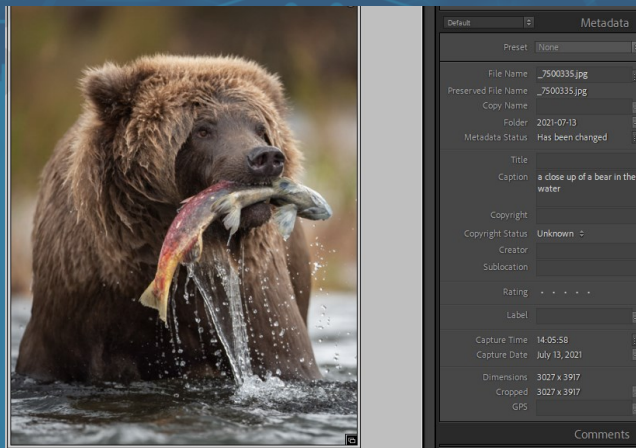 Default
Metadata
Preset None
File Name _7500335.jpg
Preserved File Name _7500335.jpg
Copy Name
Folder 2021-07-13
Metadata Status Has been changed
Title
Caption a close up of a bear in the
water
Copyright
Copyright Status Unknown
Creator
Sublocation
Rating . . . . .
Label
Capture Time 14:05:58
Capture Date July 13, 2021
Dimensions 3027 x 3917
Cropped 3027 x 3917
GPS
Comments